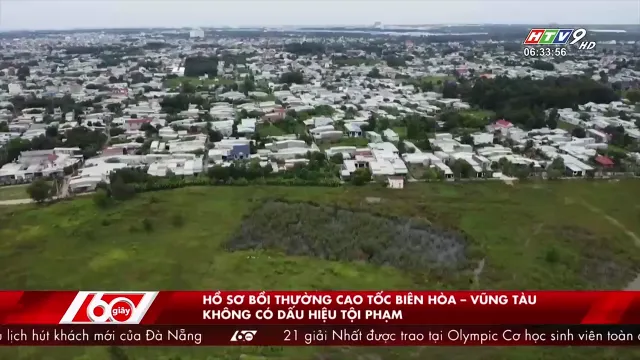 HTV9 HD
06:33:56
60 giây
HỒ SƠ BỒI THƯỜNG CAO TỐC BIÊN HÒA – VŨNG TÀU
KHÔNG CÓ DẤU HIỆU TỘI PHẠM
u lịch hút khách mới của Đà Nẵng 21 giải Nhất được trao tại Olympic Cơ học sinh viên toàn